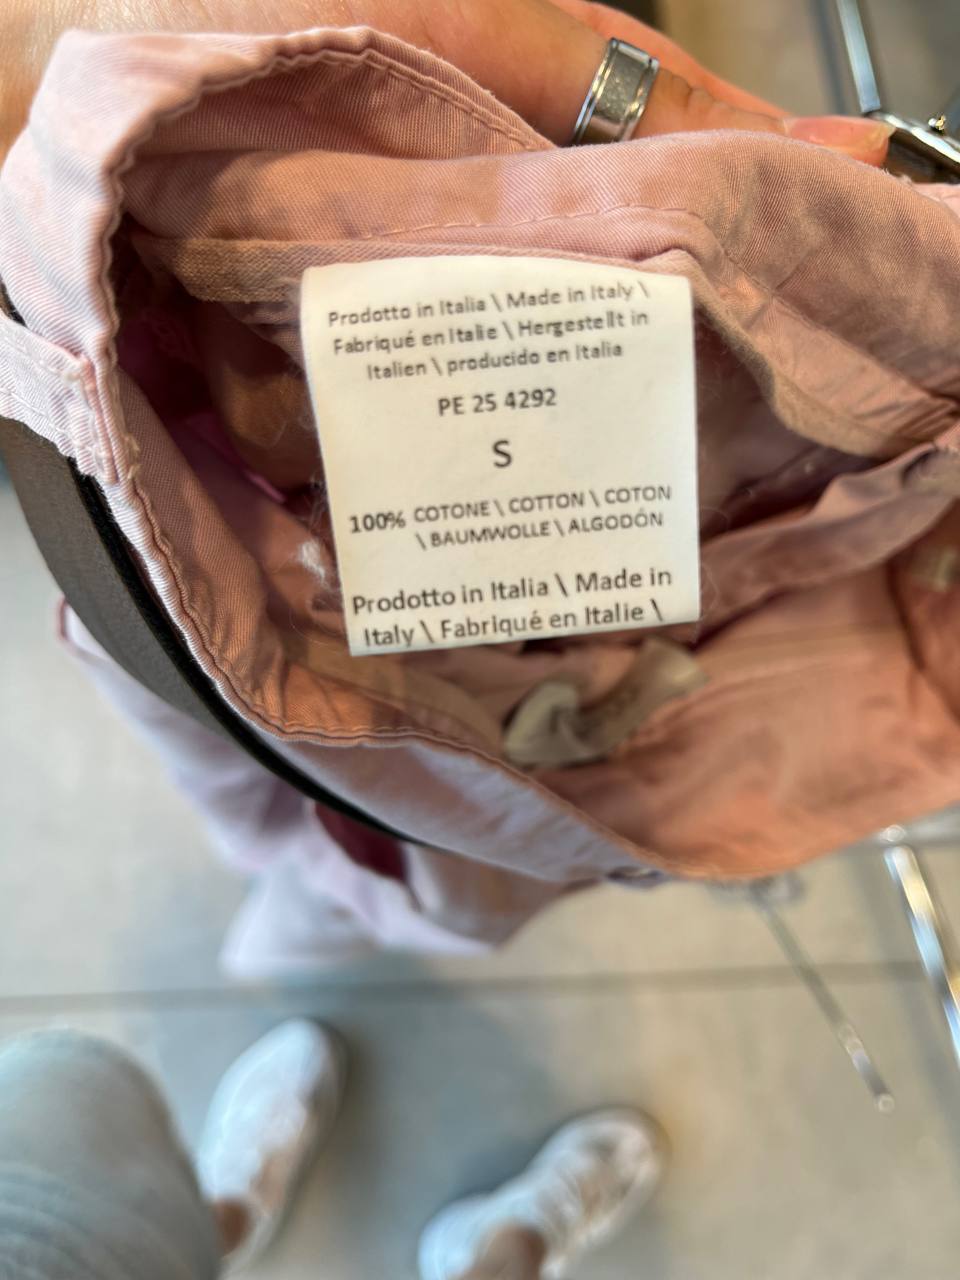 Prodotto in Italia \ Made in Italy \
Fabriqué en Italie \ Hergestellt in
Italien \ producido en Italia
PE 25 4292
S
100% COTONE \ COTTON \ COTON
\ BAUMWOLLE \ ALGODÓN
Prodotto in Italia \ Made in
Italy \ Fabriqué en Italie \